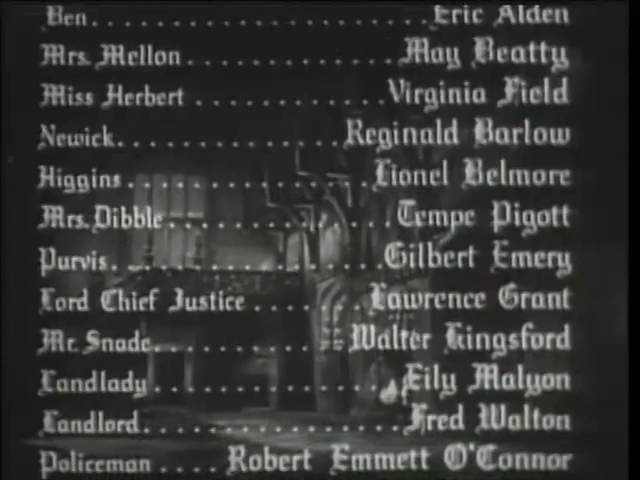 Ben....................Eric Alden
Mrs. Mellon.............May Beatty
Miss Herbert............Virginia Field
Newick..............Reginald Barlow
Higgins...............Lionel Belmore
Mrs. Dibble..............Tempe Pigott
Purvis.................Gilbert Emery
Lord Chief Justice.......Lawrence Grant
Mr. Snade............Walter Kingsford
Landlady...............Eily Malyon
Landlord................Fred Walton
Policeman....Robert Emmett O'Connor